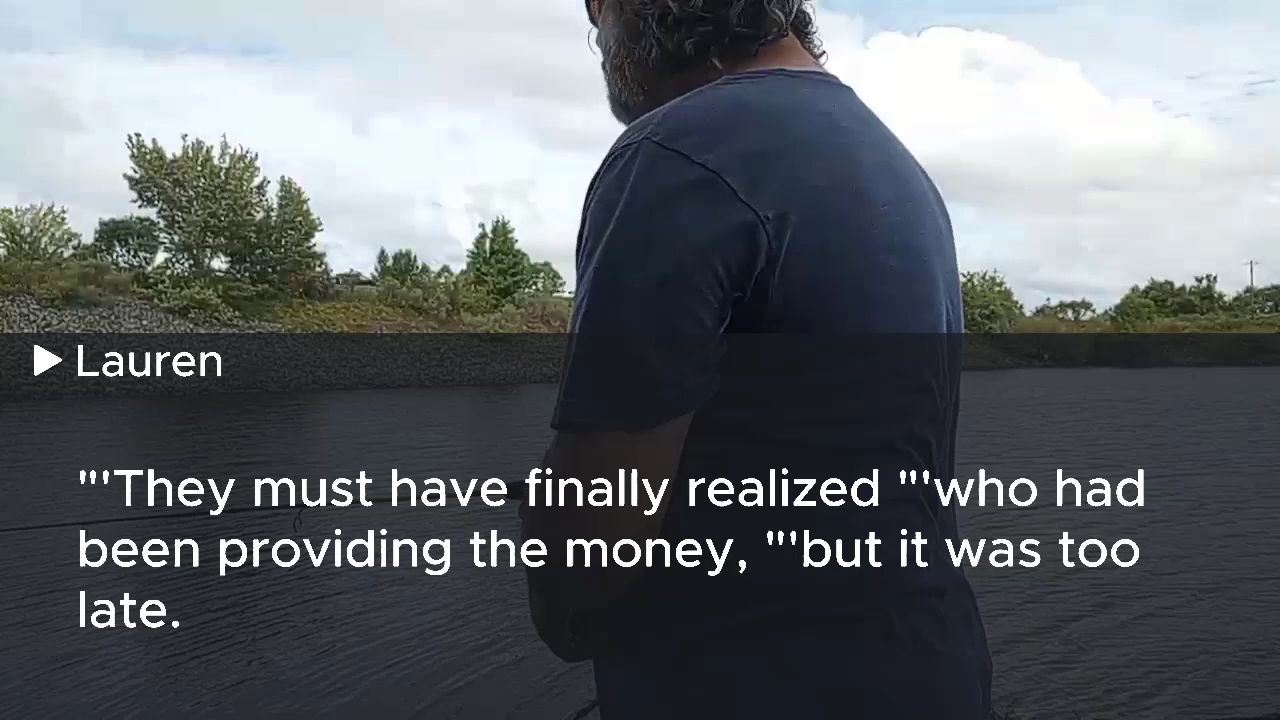 Lauren
"'They must have finally realized "'who had
been providing the money, "'but it was too
late.